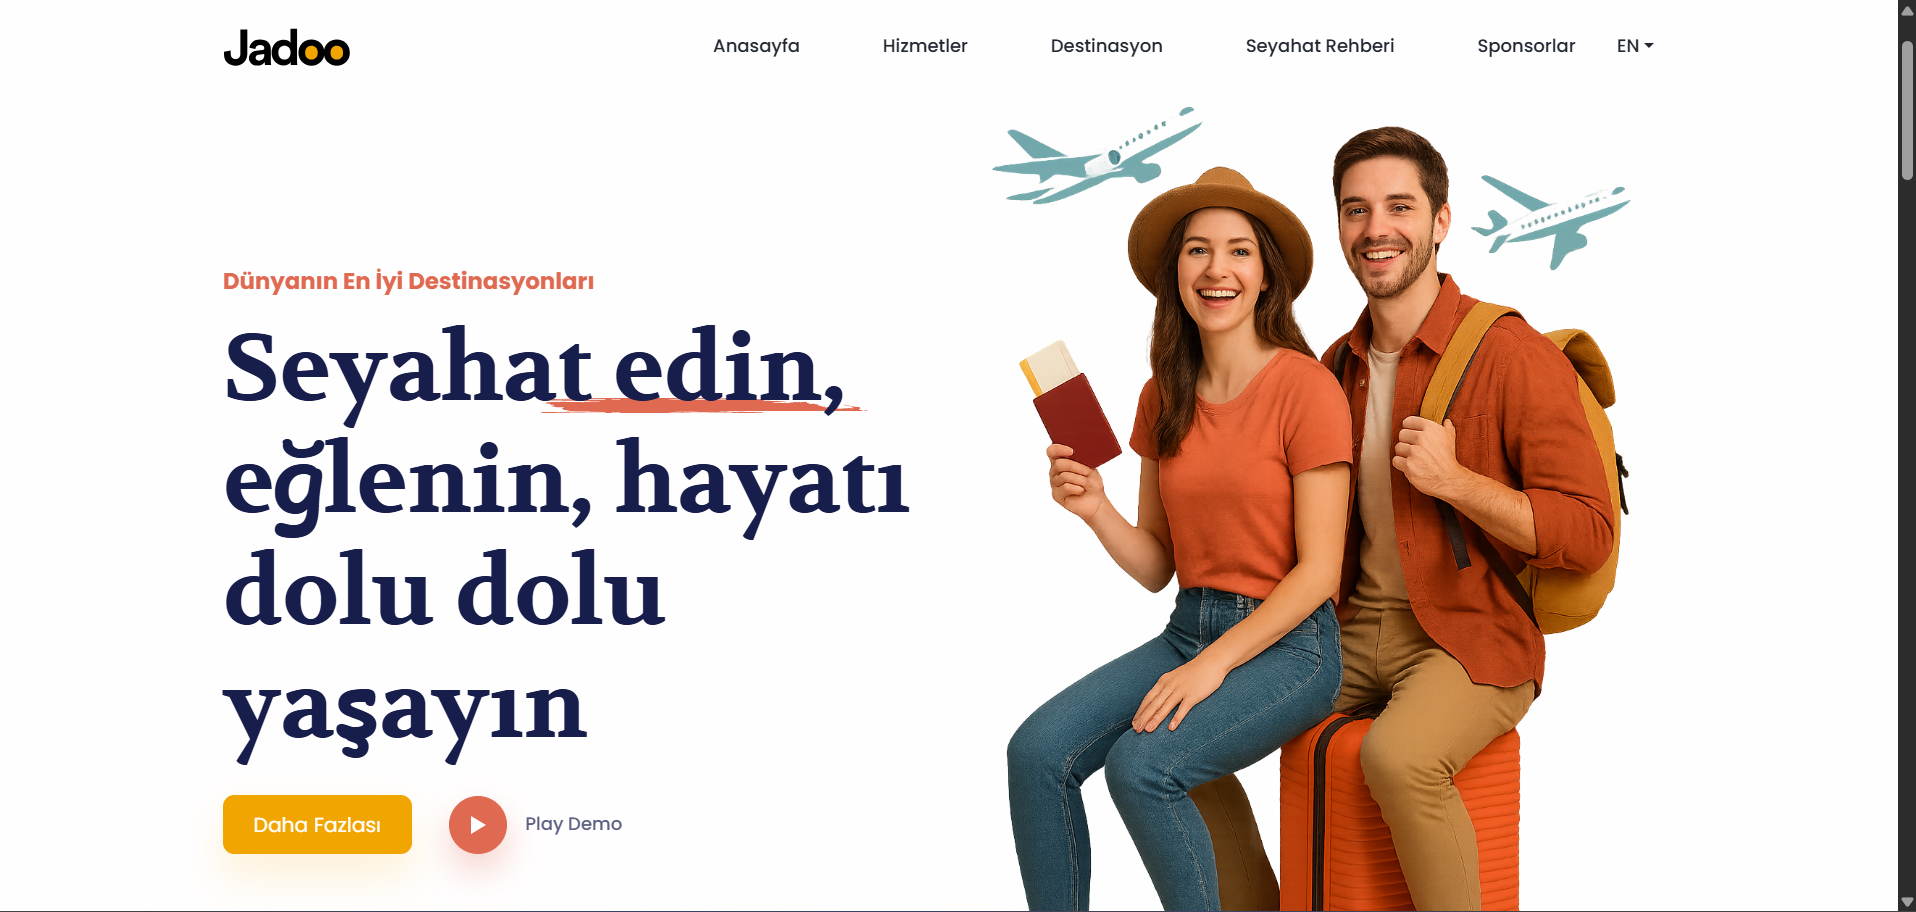 Jadoo
Anasayfa Hizmetler Destinasyon Seyahat Rehberi Sponsorlar EN
Dünyanın En İyi Destinasyonları
Seyahat edin,
eğlenin, hayatı
dolu dolu
yaşayın
Daha Fazlası Play Demo